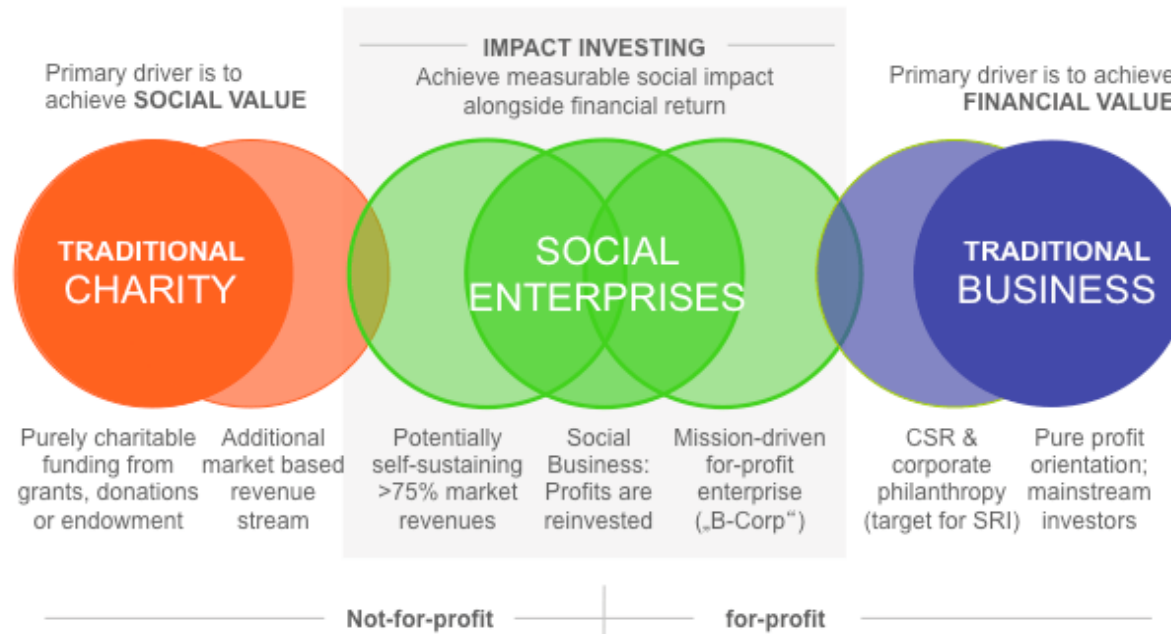 IMPACT INVESTING
Achieve measurable social impact
alongside financial return
Primary driver is to
achieve SOCIAL VALUE
Primary driver is to achieve
FINANCIAL VALUE
TRADITIONAL
CHARITY
SOCIAL
ENTERPRISES
TRADITIONAL
BUSINESS
Purely charitable
funding from
grants, donations
or endowment
Additional
market based
revenue
stream
Potentially
self-sustaining
>75% market
revenues
Social
Business:
Profits are
reinvested
Mission-driven
for-profit
enterprise
(„B-Corp“)
CSR &
corporate
philanthropy
(target for SRI)
Pure profit
orientation;
mainstream
investors
Not-for-profit
for-profit